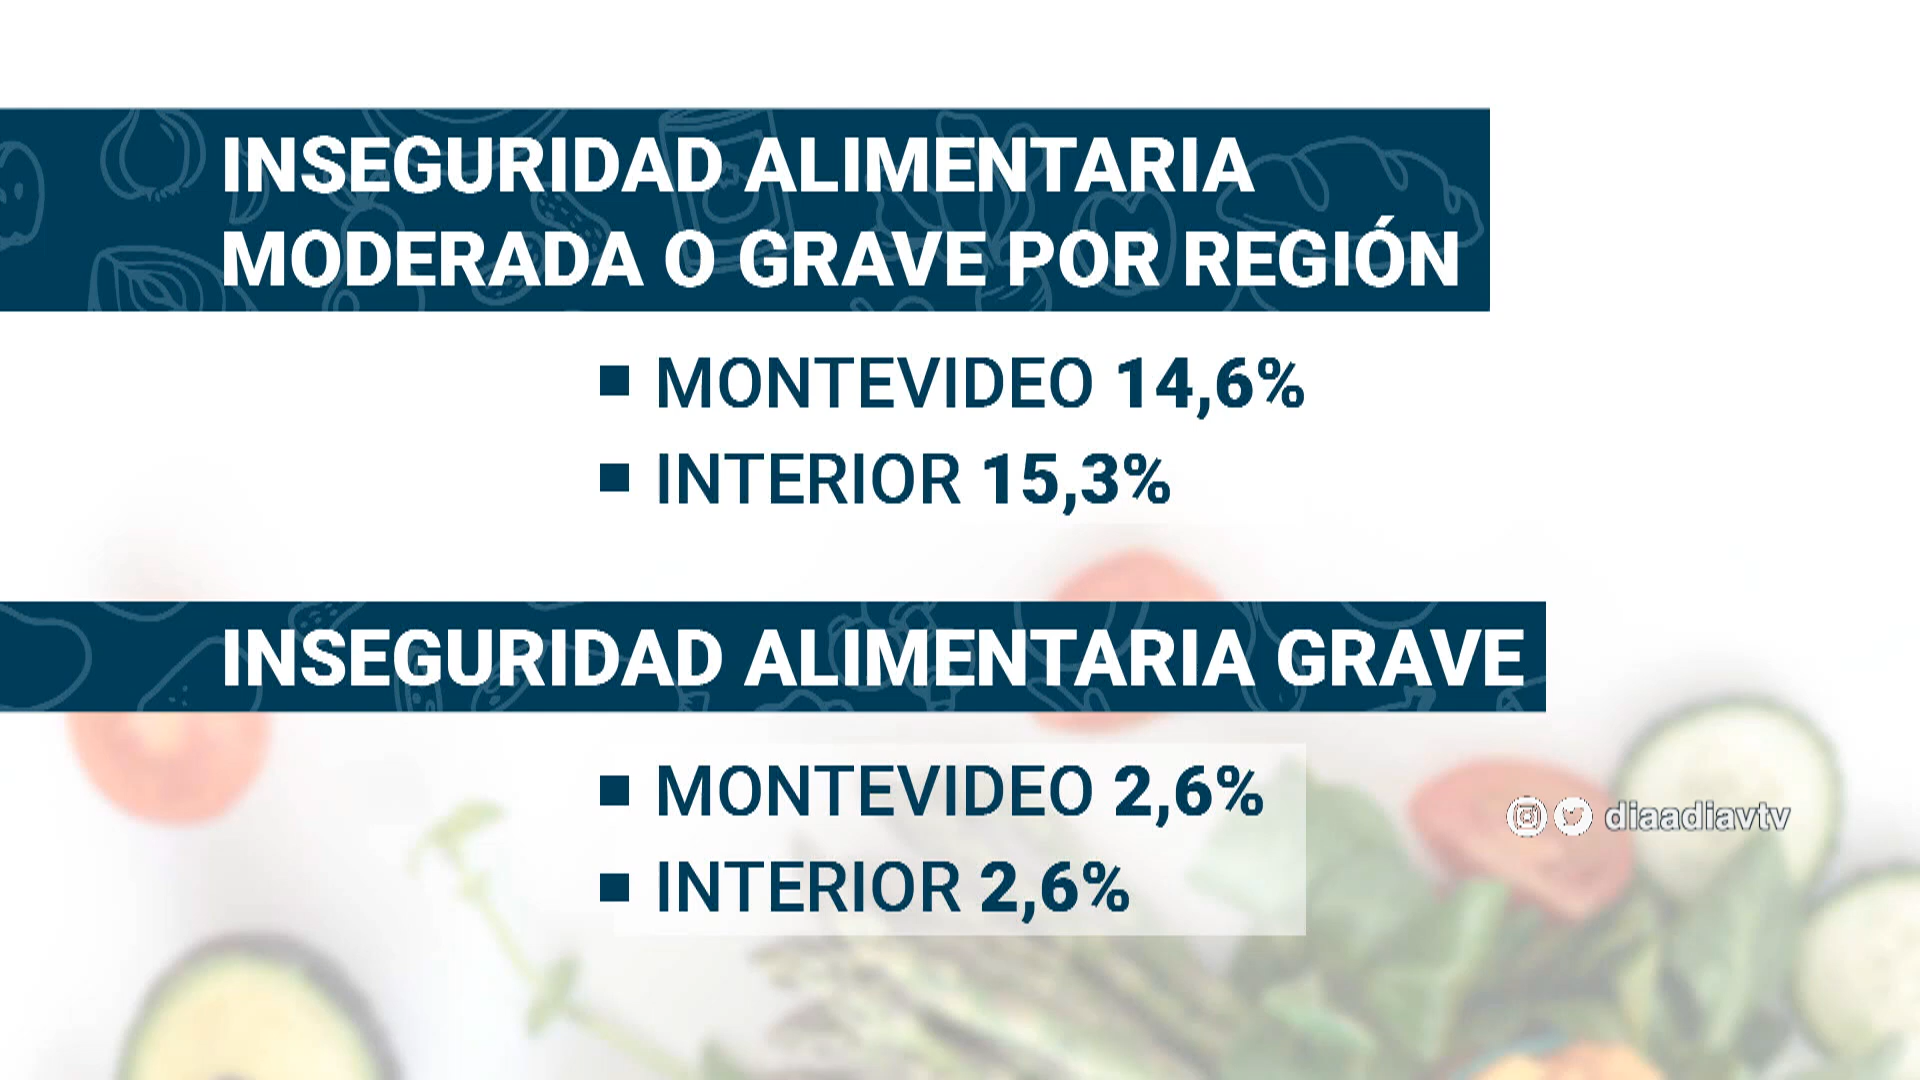 INSEGURIDAD ALIMENTARIA
MODERADA O GRAVE POR REGIÓN
MONTEVIDEO 14,6%
INTERIOR 15,3%
INSEGURIDAD ALIMENTARIA GRAVE
MONTEVIDEO 2,6%
INTERIOR 2,6%
diaadiavtv